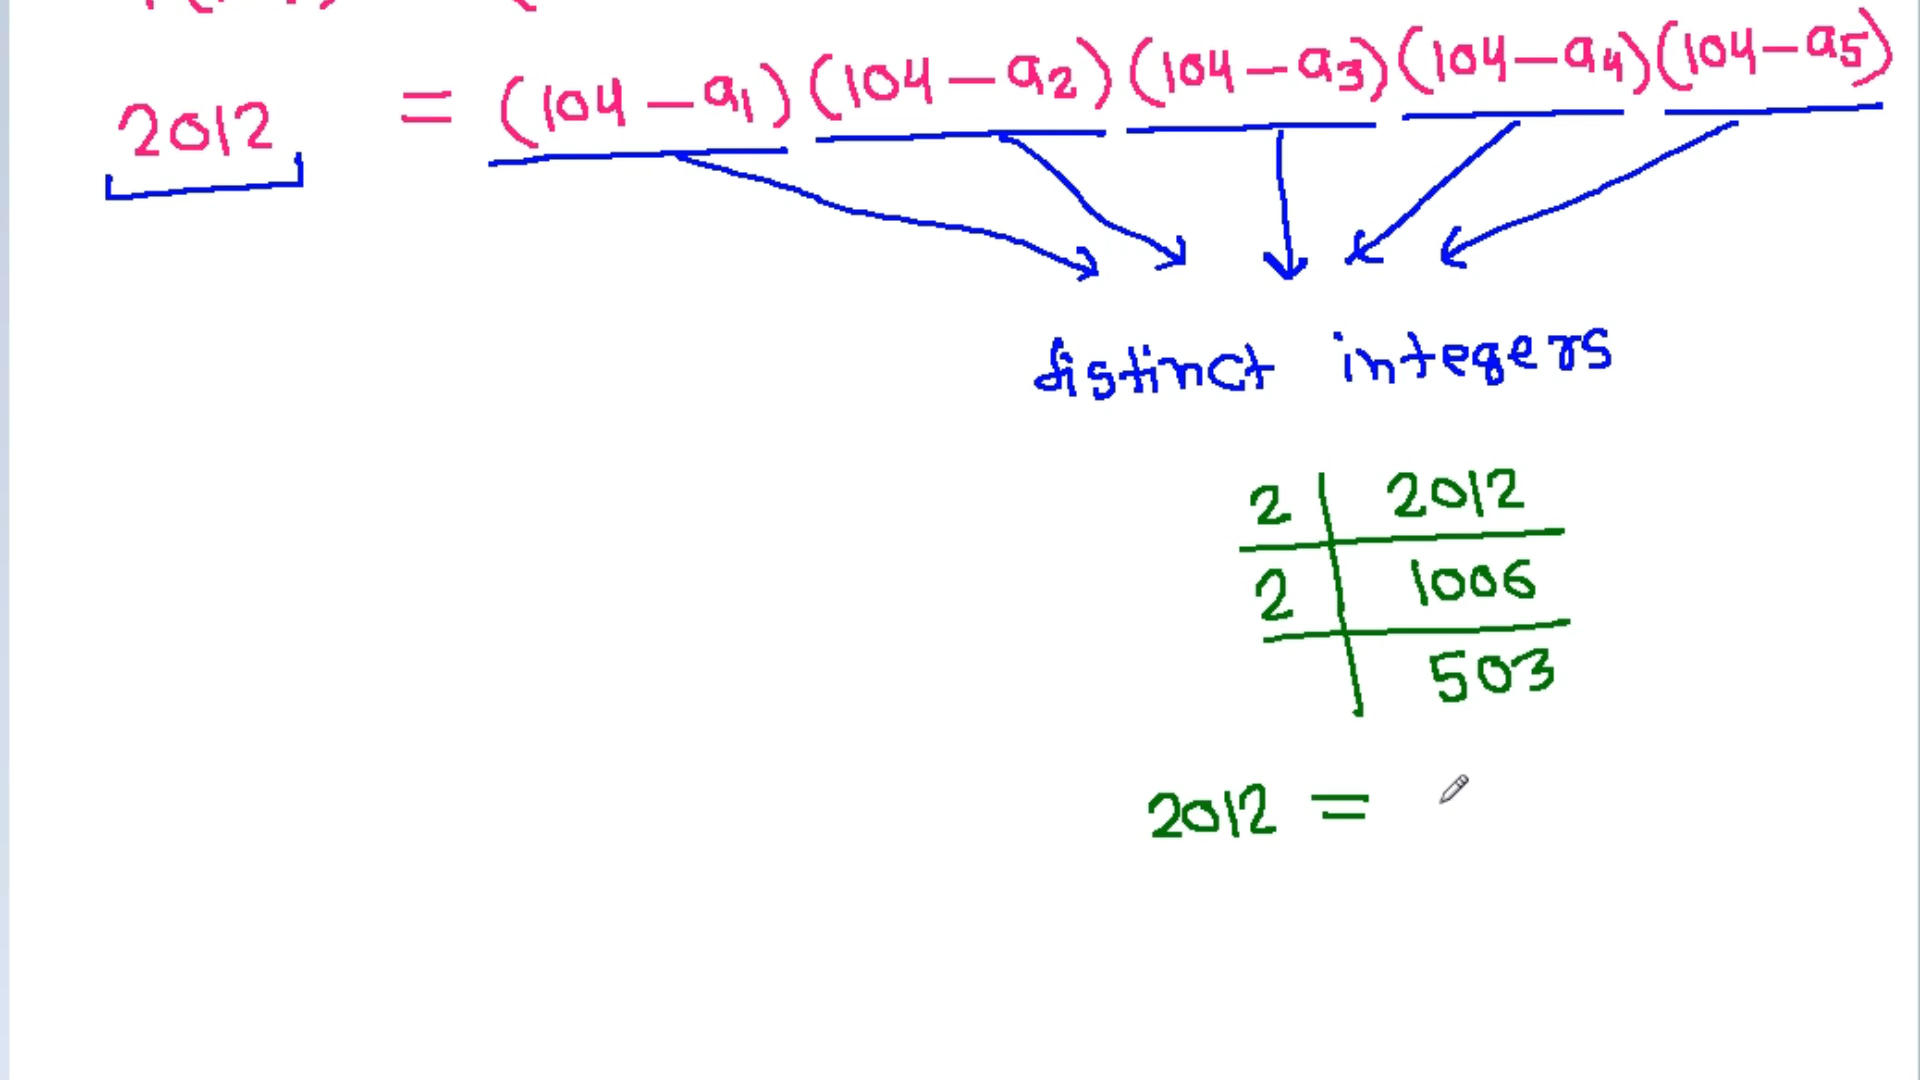 2012 = (104 – a1) (104 – a2) (104 – a3) (104 – a4) (104 – a5)
distinct integers
2 | 2012
2 | 1006
| 503
2012 =